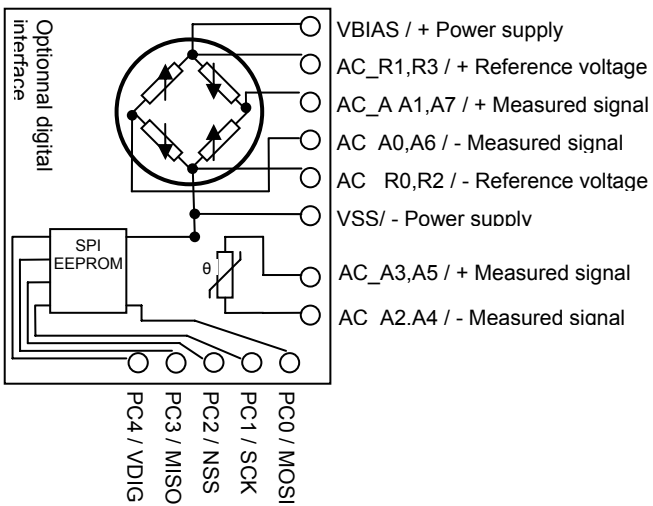 Optionnal digital
interface
VBIAS / + Power supply
AC_R1,R3 / + Reference voltage
AC_A A1,A7 / + Measured signal
AC A0,A6 / - Measured signal
AC R0,R2 / - Reference voltage
VSS/ - Power supply
SPI
EEPROM
θ
AC_A3,A5 / + Measured signal
AC A2.A4 / - Measured signal
PC4 / VDIG
PC3 / MISO
PC2 / NSS
PC1 / SCK
PC0 / MOSI